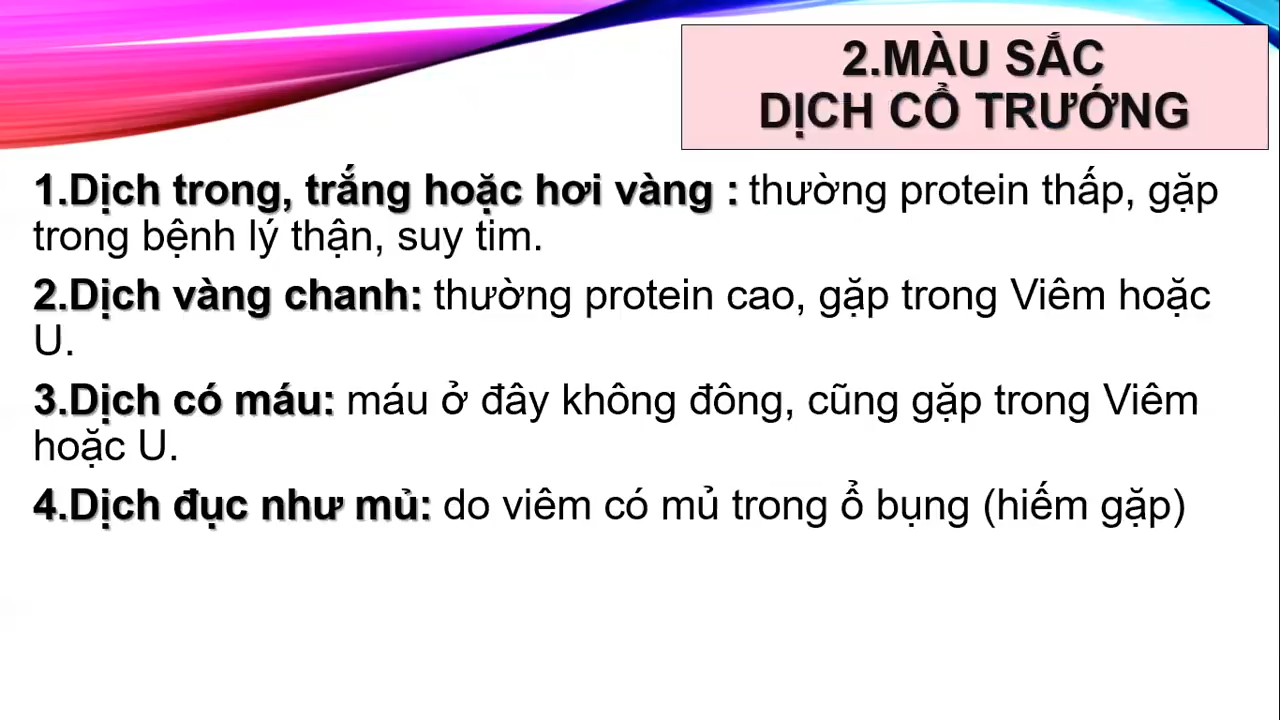 2.MÀU SẮC
DỊCH CỔ TRƯỚNG
1.Dịch trong, trắng hoặc hơi vàng : thường protein thấp, gặp
trong bệnh lý thận, suy tim.
2.Dịch vàng chanh: thường protein cao, gặp trong Viêm hoặc
U.
3.Dịch có máu: máu ở đây không đông, cũng gặp trong Viêm
hoặc U.
4.Dịch đục như mủ: do viêm có mủ trong ổ bụng (hiếm gặp)